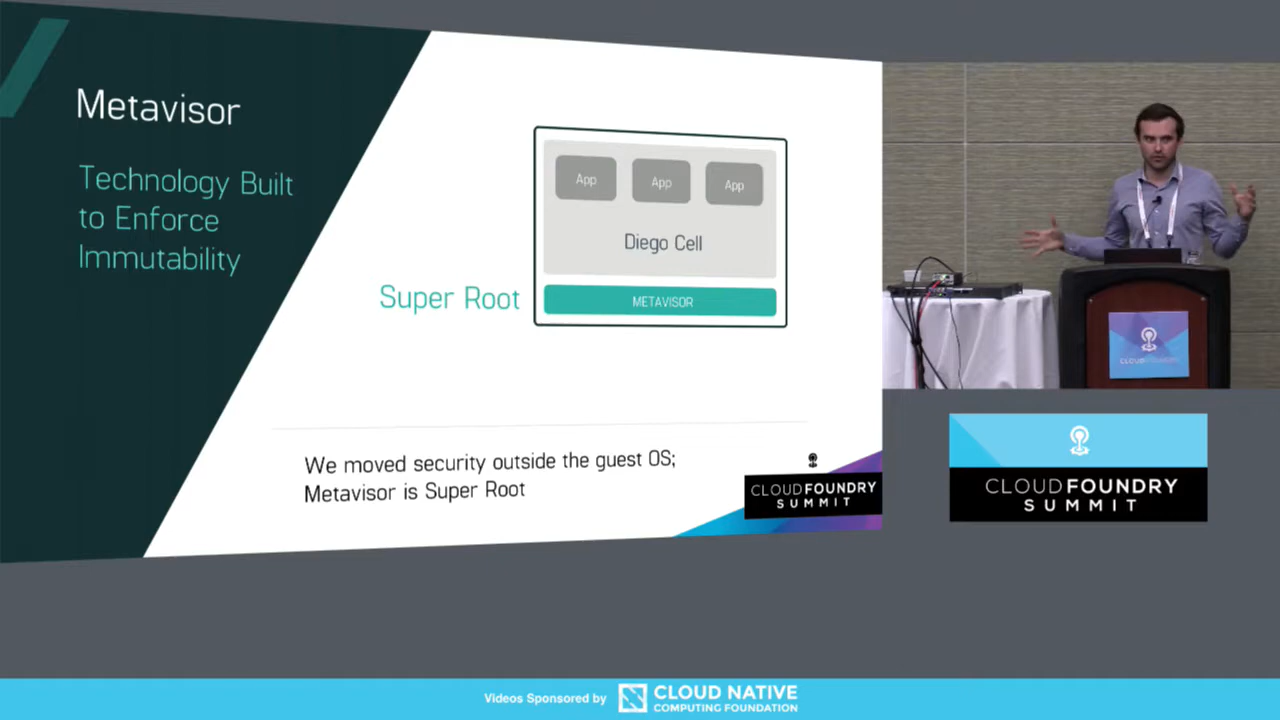 Metavisor
Technology Built
to Enforce
Immutability
App
App
App
Diego Cell
Super Root
METAVISOR
We moved security outside the guest OS;
Metavisor is Super Root
CLOUDFOUNDRY
SUMMIT
CLOUDFOUNDRY
CLOUDFOUNDRY
SUMMIT
Videos Sponsored by
CLOUD NATIVE
COMPUTING FOUNDATION